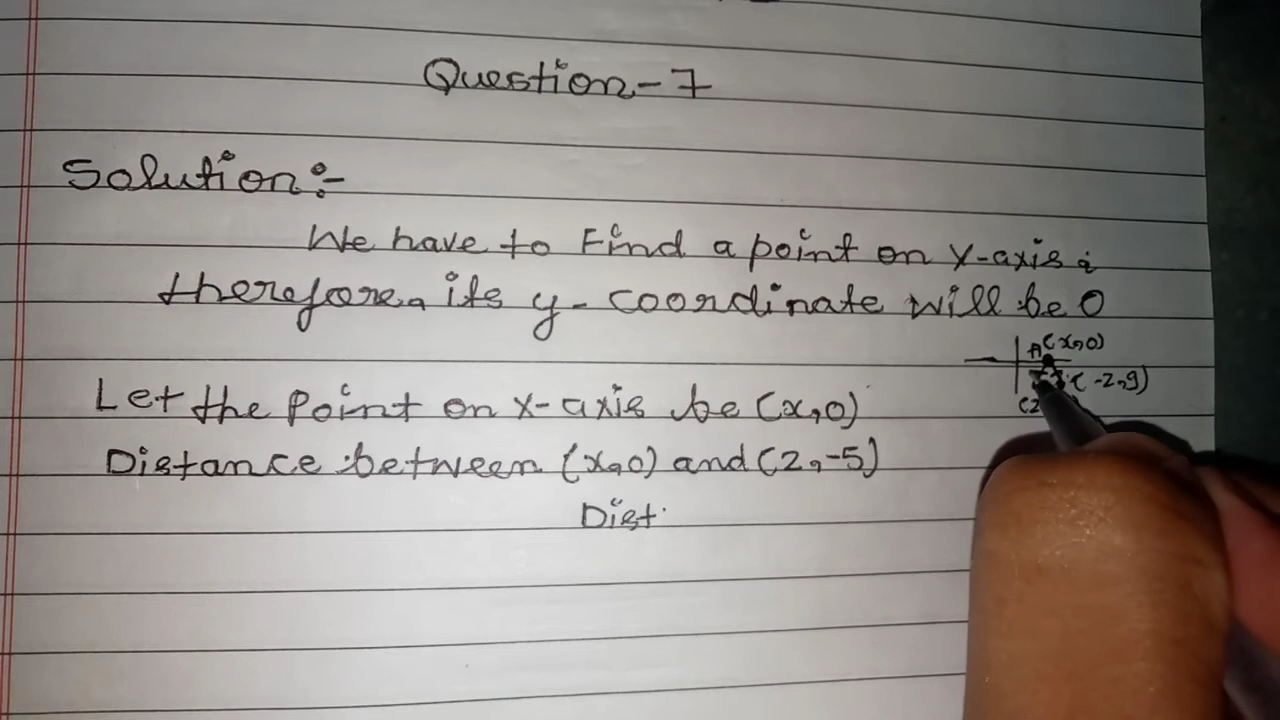 Question-7
Solution:-
We have to Find a point on X-axis
therefore, its y-coordinate will be 0
A(x,0)
(-2,9)
(2
Let the Point on X-axis be (x,0)
Distance between (x,0) and (2,-5)
Dist.